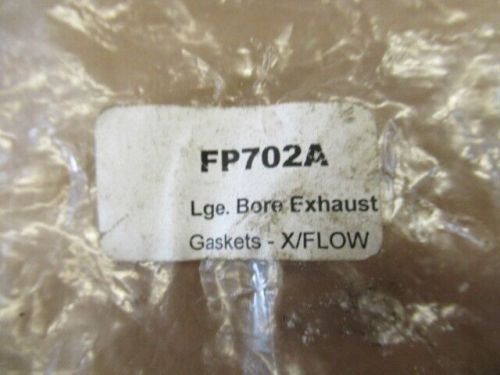 FP702A
Lge. Bore Exhaust
Gaskets - X/FLOW